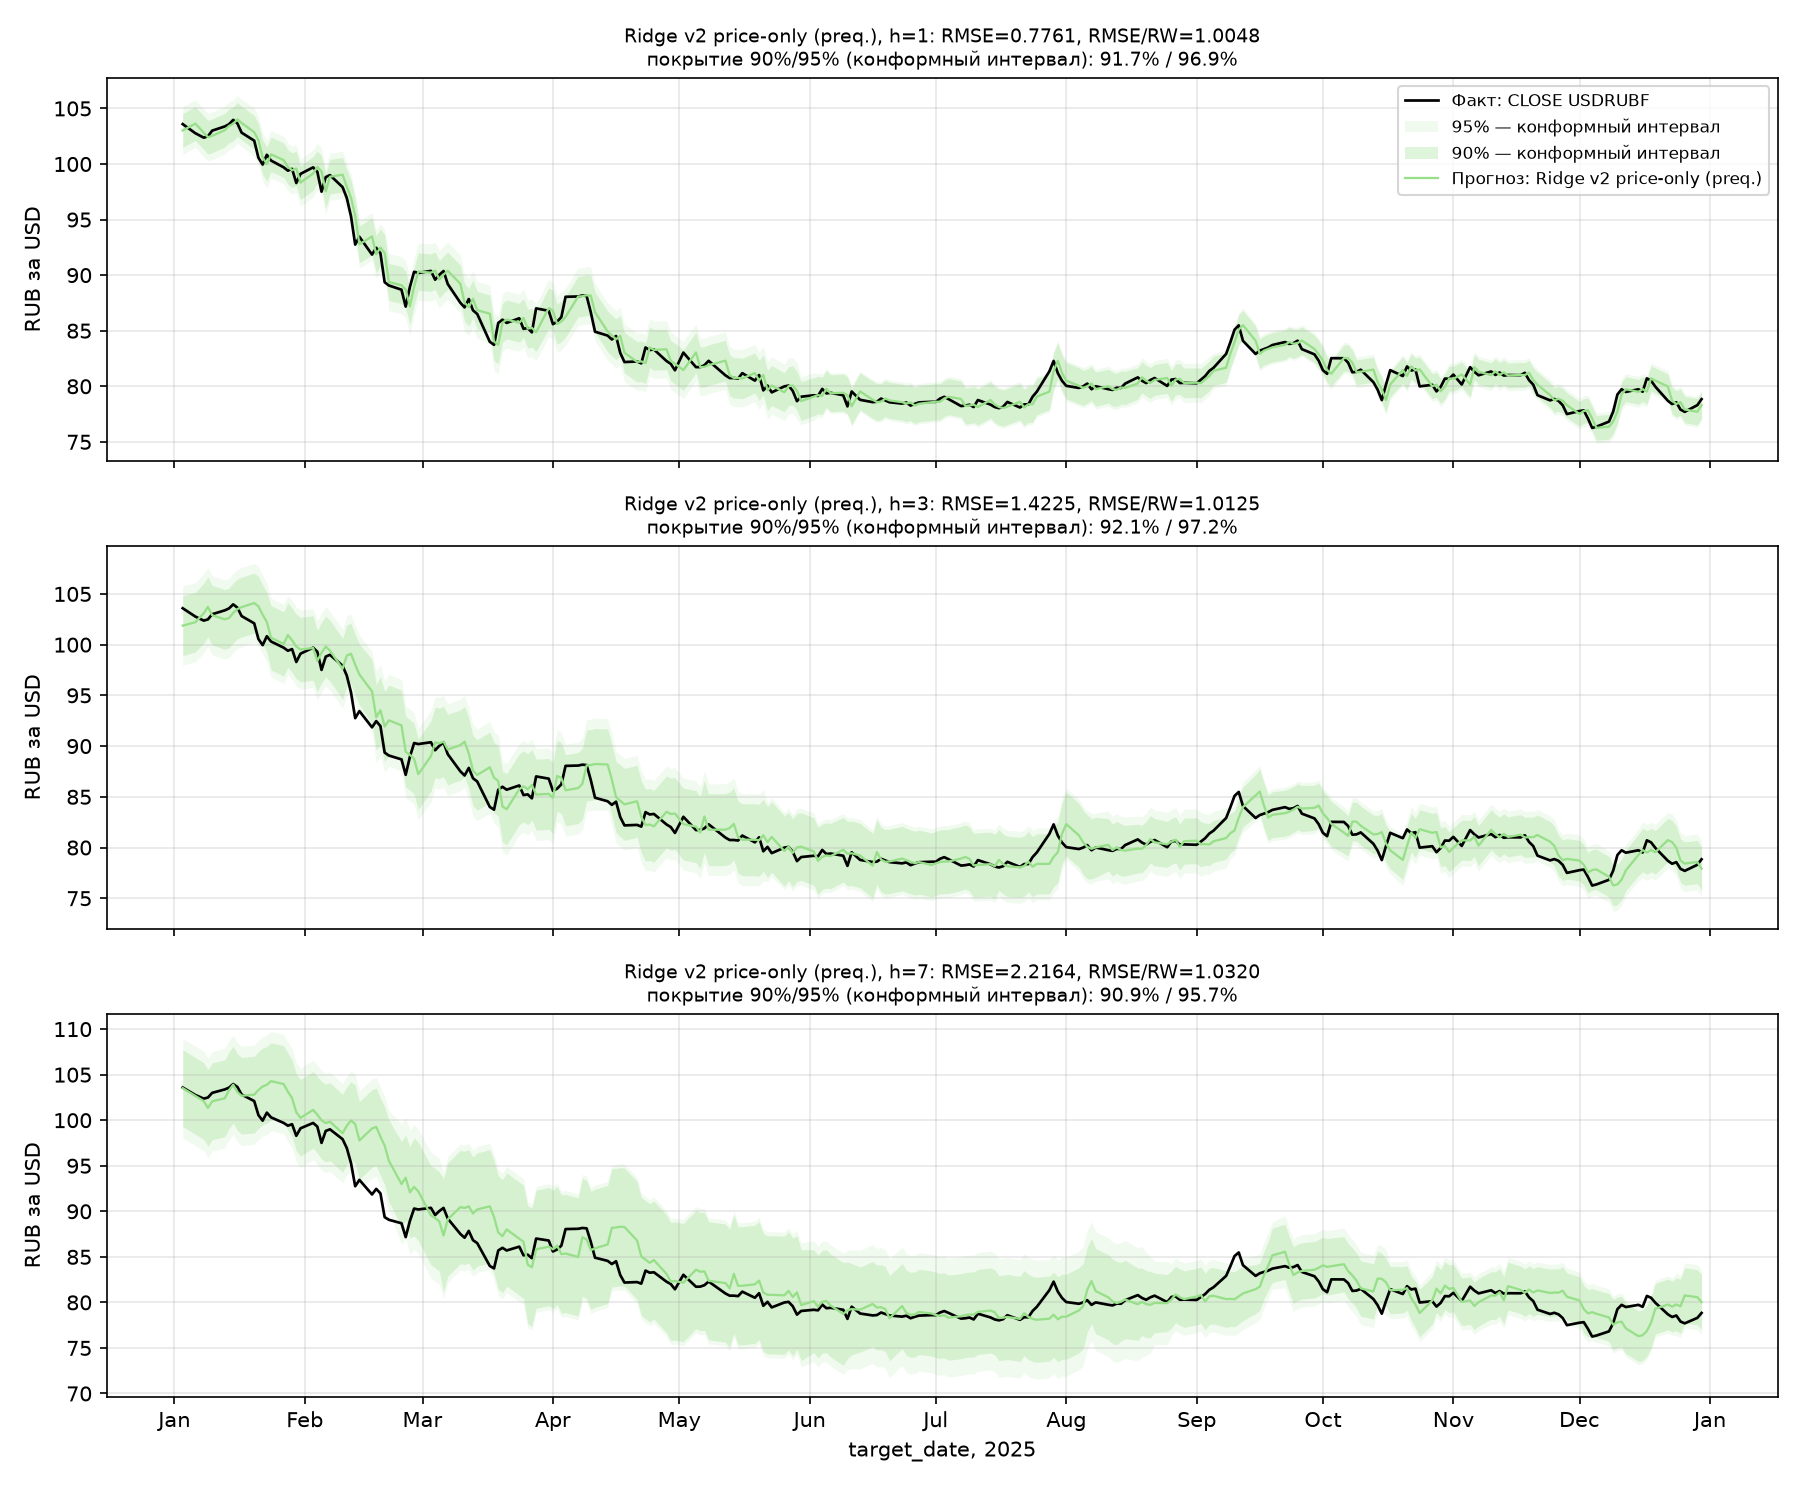 Ridge v2 price-only (preq.), h=1: RMSE=0.7761, RMSE/RW=1.0048
покрытие 90%/95% (конформный интервал): 91.7% / 96.9%
105
100
95
90
85
80
75
RUB за USD
Факт: CLOSE USDRUBF
95% — конформный интервал
90% — конформный интервал
Прогноз: Ridge v2 price-only (preq.)
Ridge v2 price-only (preq.), h=3: RMSE=1.4225, RMSE/RW=1.0125
покрытие 90%/95% (конформный интервал): 92.1% / 97.2%
105
100
95
90
85
80
75
RUB за USD
Ridge v2 price-only (preq.), h=7: RMSE=2.2164, RMSE/RW=1.0320
покрытие 90%/95% (конформный интервал): 90.9% / 95.7%
110
105
100
95
90
85
80
75
70
RUB за USD
Jan Feb Mar Apr May Jun Jul Aug Sep Oct Nov Dec Jan
target_date, 2025